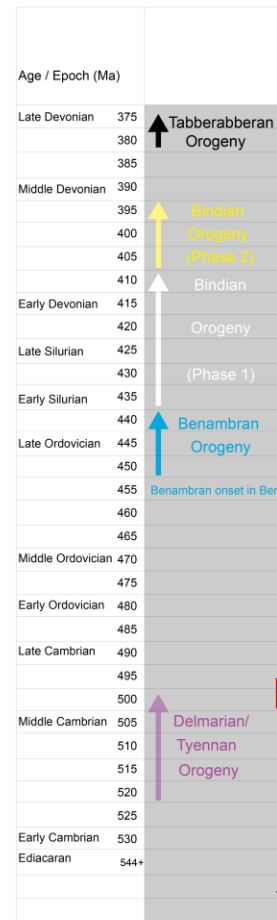 Age / Epoch (Ma)
Late Devonian 375
380
385
Middle Devonian 390
395
400
405
410
Early Devonian 415
420
Late Silurian 425
430
Early Silurian 435
440
Late Ordovician 445
450
455
460
465
Middle Ordovician 470
475
Early Ordovician 480
485
Late Cambrian 490
495
500
Middle Cambrian 505
510
515
520
525
Early Cambrian 530
Ediacaran 544+
Tabberabberan
Orogeny
Bindian
Orogeny
(Phase 2)
Bindian
Orogeny
(Phase 1)
Benambran
Orogeny
Benambran onset in Ben
Delmarian/
Tyennan
Orogeny